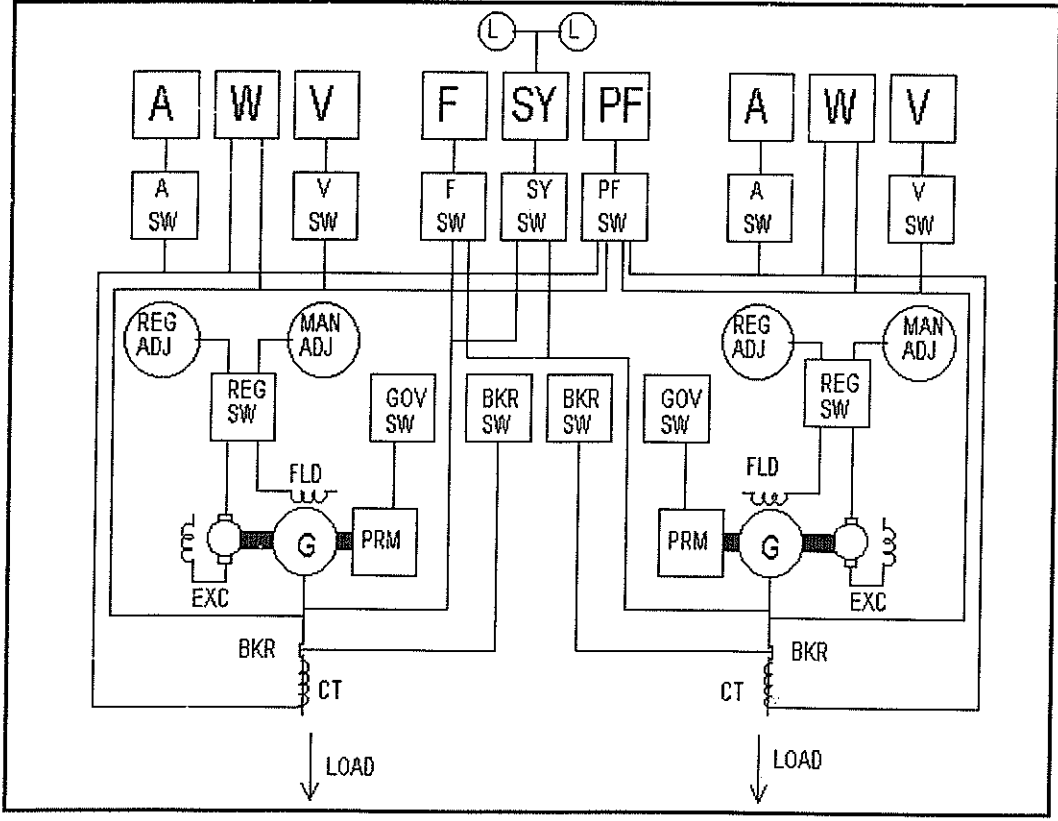 L L
A W V F SY PF A W V
A SW
V SW
F SW
SY SW
PF SW
A SW
V SW
REG ADJ
MAN ADJ
REG ADJ
MAN ADJ
REG SW
GOV SW
BKR SW
BKR SW
GOV SW
REG SW
FLD
FLD
G
PRM
PRM
G
EXC
EXC
BKR
BKR
CT
CT
LOAD
LOAD